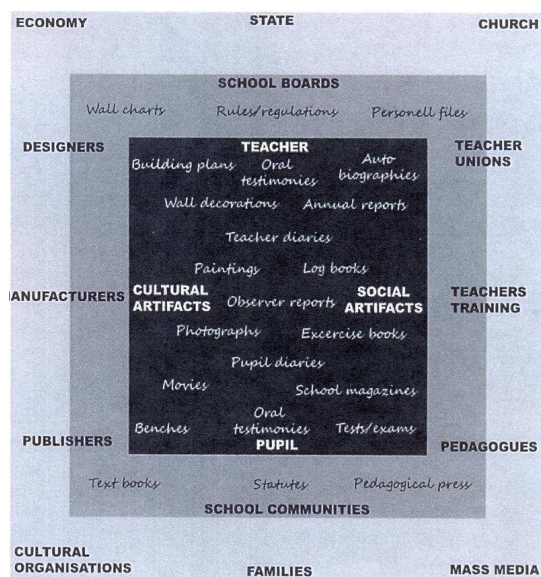 ECONOMY STATE CHURCH
SCHOOL BOARDS
Wall charts Rules/regulations Personell files
DESIGNERS TEACHER TEACHER
UNIONS
Building plans Oral
testimonies Auto
biographies
Wall decorations Annual reports
Teacher diaries
Paintings Log books
MANUFACTURERS CULTURAL
ARTIFACTS Observer reports SOCIAL
ARTIFACTS TEACHERS
TRAINING
Photographs Excercise books
Pupil diaries
Movies School magazines
Benches Oral
testimonies Tests/exams
PUBLISHERS PUPIL PEDAGOGUES
Text books Statutes Pedagogical press
SCHOOL COMMUNITIES
CULTURAL
ORGANISATIONS FAMILIES MASS MEDIA